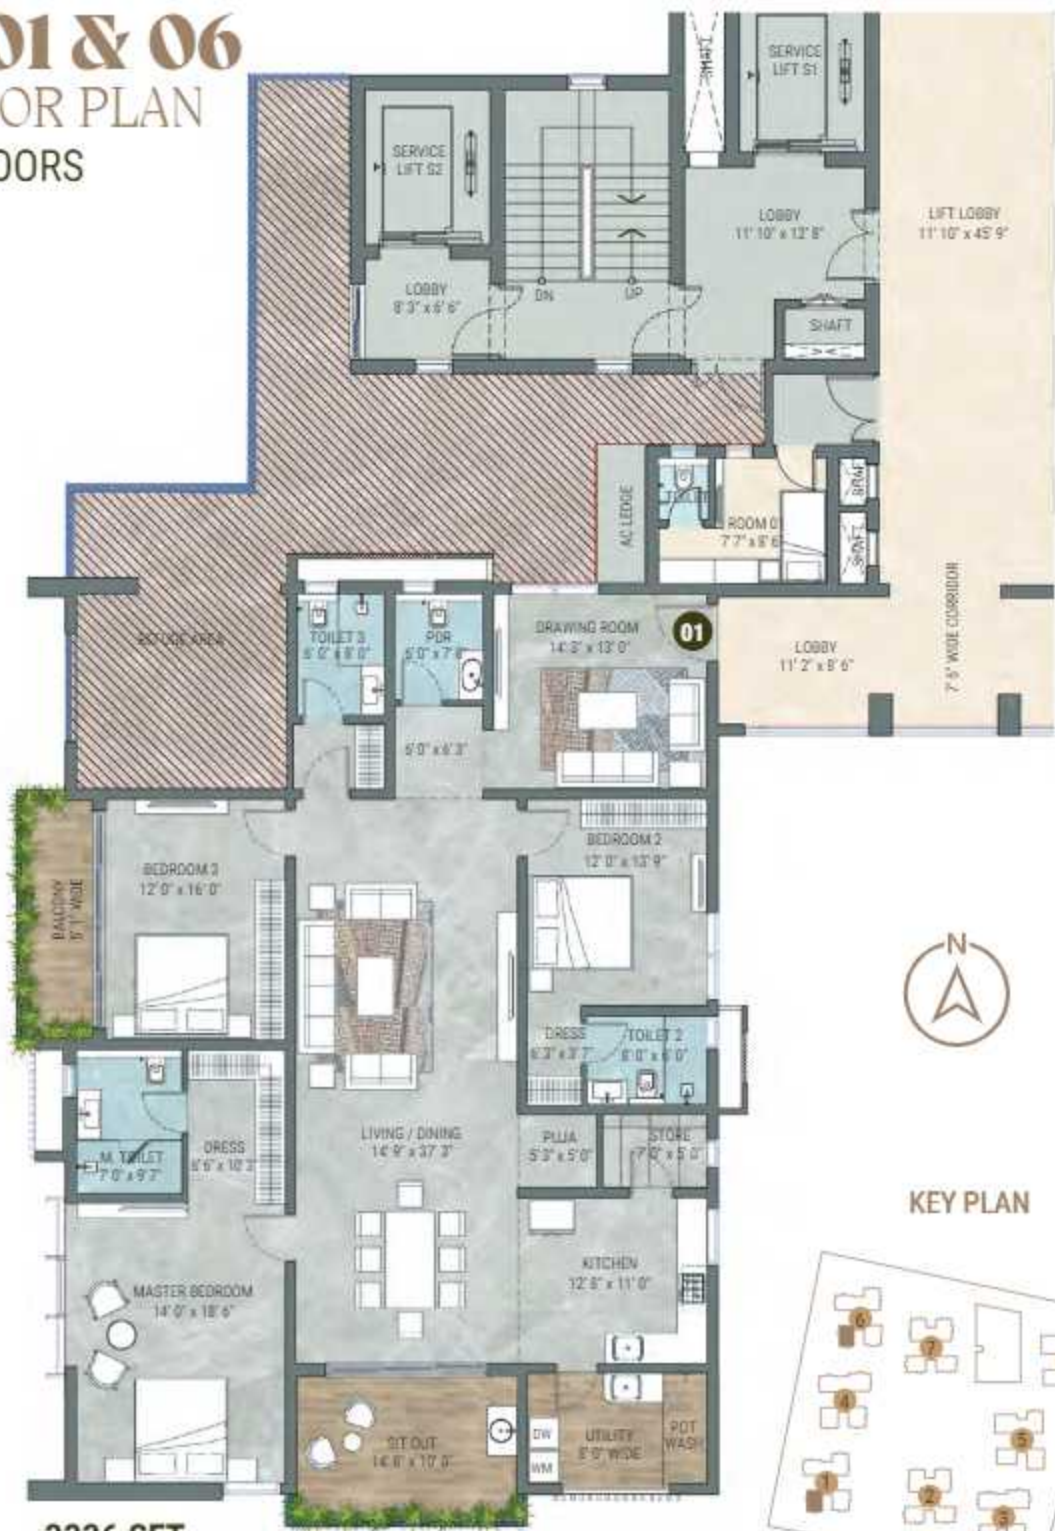 01 & 06
OR PLAN
OORS
SERVICE
LIFT S1
SERVICE
LIFT S2
LOBBY
11' 10" x 12' 8"
LIFT LOBBY
11' 10" x 45' 9"
LOBBY
8' 3" x 6' 6"
DN
UP
SHAFT
SHAFT
AC LEDGE
TOILET
ROOM 01
7' 7" x 8' 6"
SHAFT
SHAFT
REFUGE AREA
TOILET 3
6' 0" x 8' 0"
PDR
DRAWING ROOM
14' 3" x 13' 0"
01
LOBBY
11' 2" x 8' 6"
7' 6" WIDE CORRIDOR
6' 0" x 6' 3"
BALCONY
5' 1" WIDE
BEDROOM 3
12' 0" x 16' 0"
BEDROOM 2
12' 0" x 13' 9"
N
DRESS
6' 3" x 3' 7"
TOILET 2
8' 0" x 6' 0"
M. TOILET
7' 0" x 9' 7"
DRESS
6' 6" x 10' 3"
LIVING / DINING
14' 9" x 37' 3"
PUJA
5' 3" x 5' 0"
STORE
7' 0" x 5' 0"
KEY PLAN
KITCHEN
12' 8" x 11' 0"
MASTER BEDROOM
14' 0" x 18' 6"
SIT OUT
14' 8" x 10' 0"
DW
WM
UTILITY
8' 0" WIDE
POT
WASH
6
7
4
5
1
2
3